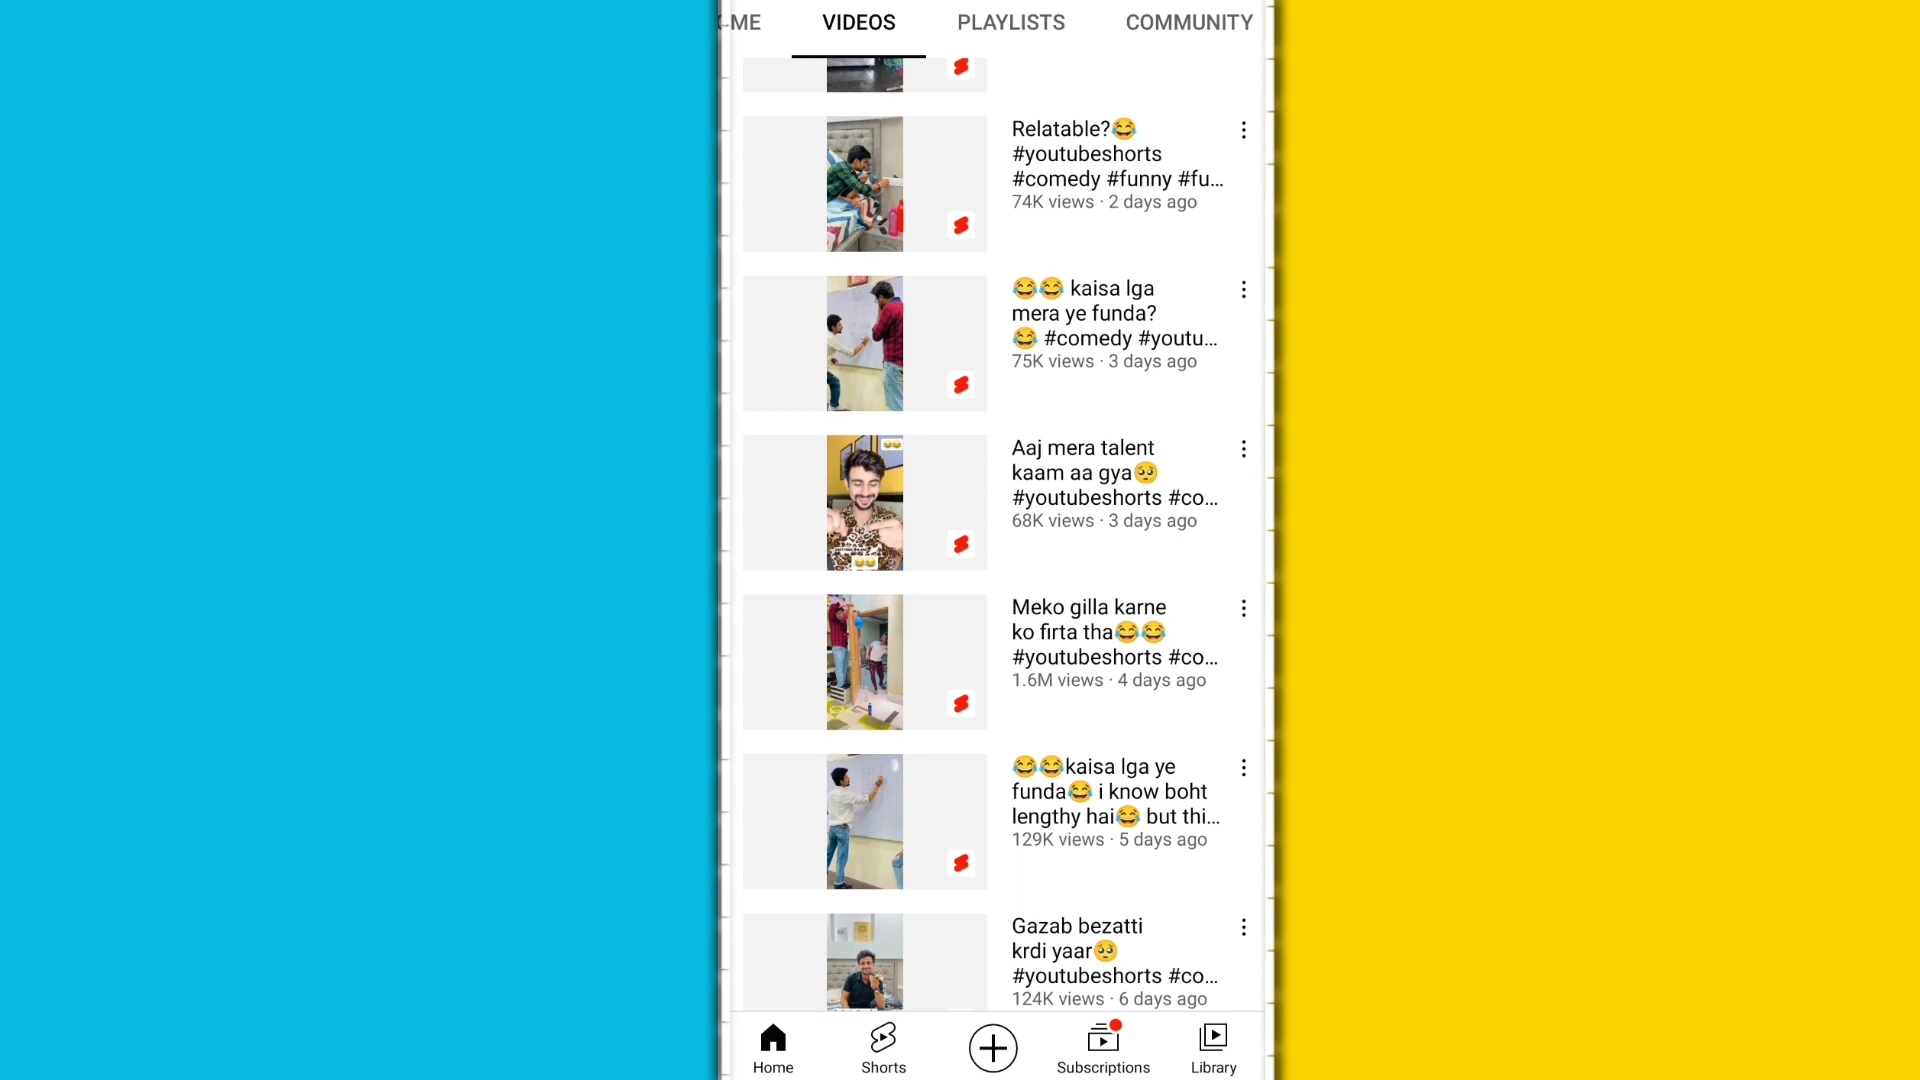 ME VIDEOS PLAYLISTS COMMUNITY
Relatable?😂
#youtubeshorts
#comedy #funny #fu...
74K views · 2 days ago
😂😂 kaisa lga
mera ye funda?
😂 #comedy #youtu...
75K views · 3 days ago
Aaj mera talent
kaam aa gya🥺
#youtubeshorts #co...
68K views · 3 days ago
Meko gilla karne
ko firta tha😂😂
#youtubeshorts #co...
1.6M views · 4 days ago
😂😂kaisa lga ye
funda😂 i know boht
lengthy hai😂 but thi...
129K views · 5 days ago
Gazab bezatti
krdi yaar🥺
#youtubeshorts #co...
124K views · 6 days ago
Home Shorts Subscriptions Library